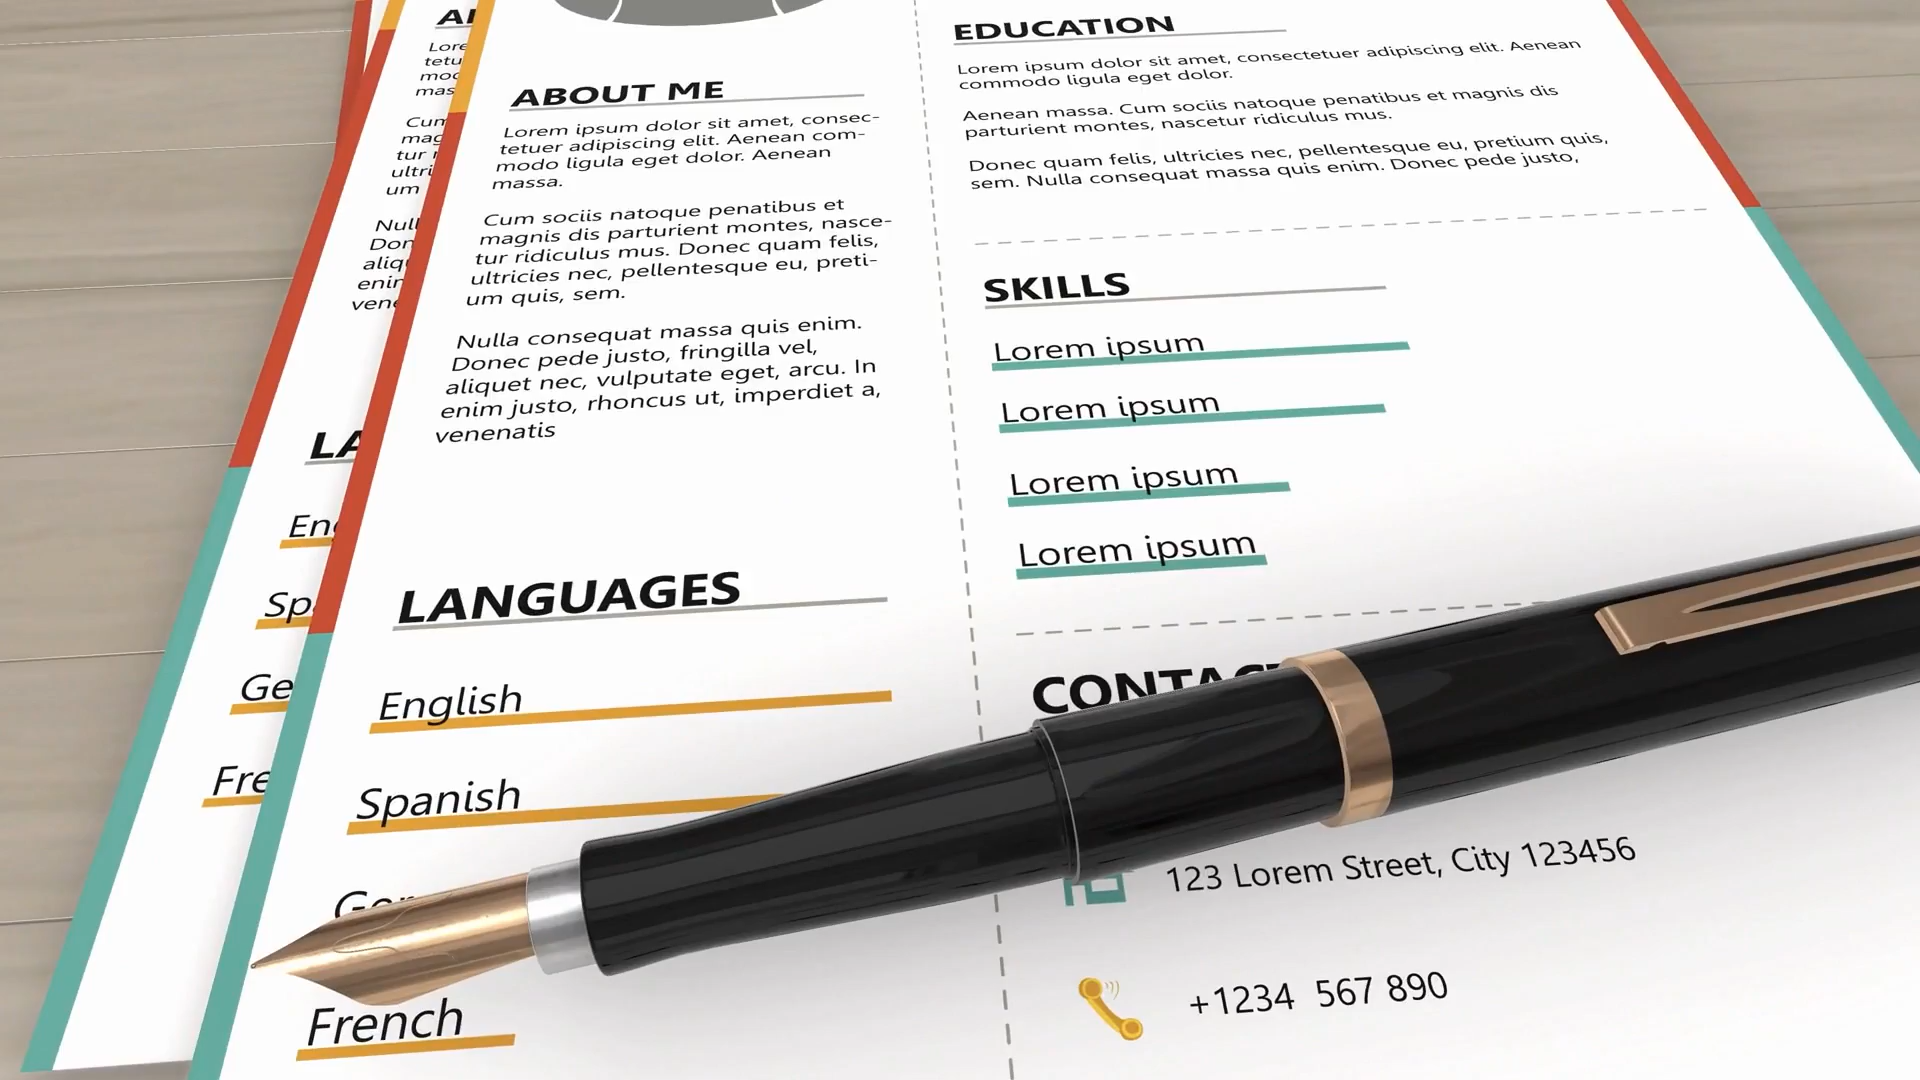 ABOUT ME
Lorem ipsum dolor sit amet, consec-
tetuer adipiscing elit. Aenean com-
modo ligula eget dolor. Aenean
massa.
Cum sociis natoque penatibus et
magnis dis parturient montes, nasce-
tur ridiculus mus. Donec quam felis,
ultricies nec, pellentesque eu, preti-
um quis, sem.
Nulla consequat massa quis enim.
Donec pede justo, fringilla vel,
aliquet nec, vulputate eget, arcu. In
enim justo, rhoncus ut, imperdiet a,
venenatis
LANGUAGES
English
Spanish
French
EDUCATION
Lorem ipsum dolor sit amet, consectetuer adipiscing elit. Aenean
commodo ligula eget dolor.
Aenean massa. Cum sociis natoque penatibus et magnis dis
parturient montes, nascetur ridiculus mus.
Donec quam felis, ultricies nec, pellentesque eu, pretium quis,
sem. Nulla consequat massa quis enim. Donec pede justo,
SKILLS
Lorem ipsum
Lorem ipsum
Lorem ipsum
Lorem ipsum
123 Lorem Street, City 123456
+1234 567 890